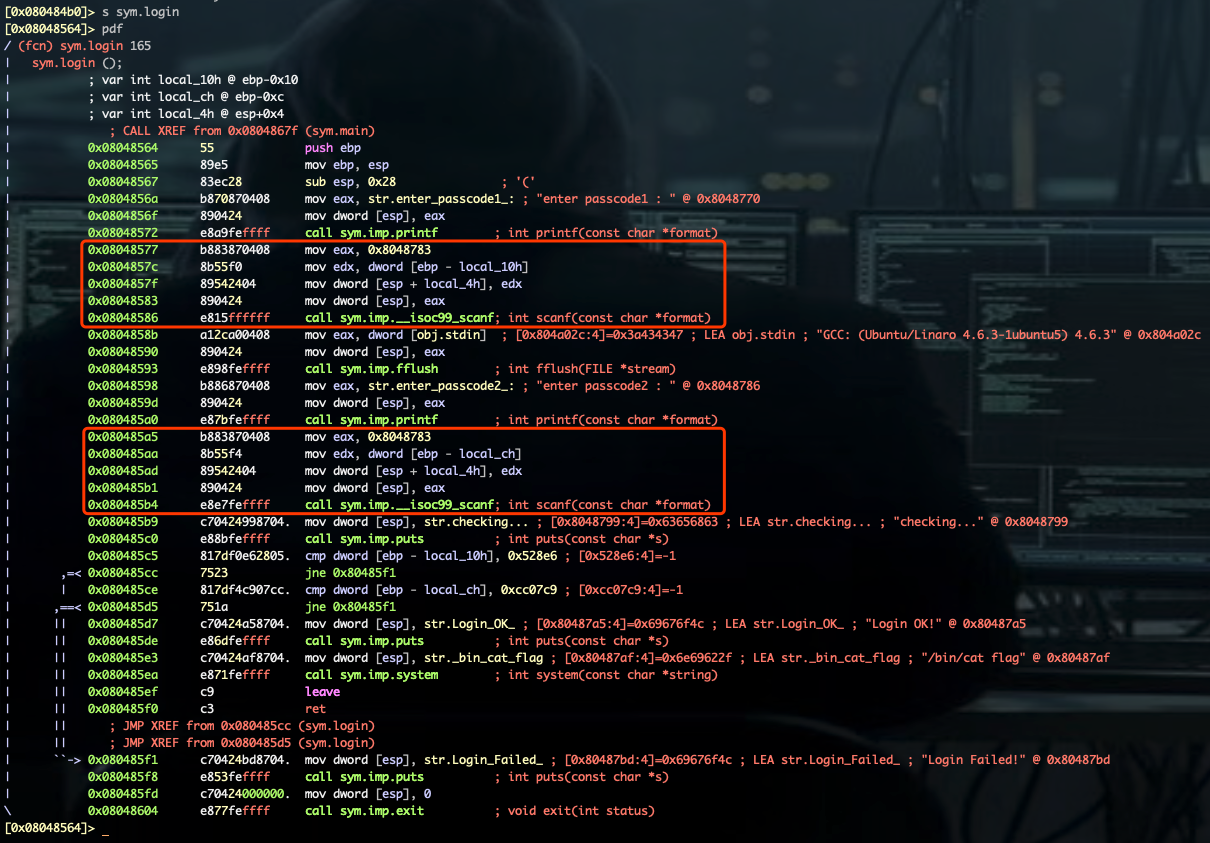 [0x080484b0]> s sym.login
[0x08048564]> pdf
/ (fcn) sym.login 165
|   sym.login ();
|           ; var int local_10h @ ebp-0x10
|           ; var int local_ch @ ebp-0xc
|           ; var int local_4h @ esp+0x4
|              ; CALL XREF from 0x0804867f (sym.main)
|           0x08048564      55             push ebp
|           0x08048565      89e5           mov ebp, esp
|           0x08048567      83ec28         sub esp, 0x28               ; '('
|           0x0804856a      b870870408     mov eax, str.enter_passcode1_: ; "enter passcode1 : " @ 0x8048770
|           0x0804856f      890424         mov dword [esp], eax
|           0x08048572      e8a9feffff     call sym.imp.printf        ; int printf(const char *format)
|           0x08048577      b883870408     mov eax, 0x8048783
|           0x0804857c      8b55f0         mov edx, dword [ebp - local_10h]
|           0x0804857f      89542404       mov dword [esp + local_4h], edx
|           0x08048583      890424         mov dword [esp], eax
|           0x08048586      e815ffffff     call sym.imp.__isoc99_scanf; int scanf(const char *format)
|           0x0804858b      a12ca00408     mov eax, dword [obj.stdin]  ; [0x804a02c:4]=0x3a434347 ; LEA obj.stdin ; "GCC: (Ubuntu/Linaro 4.6.3-1ubuntu5) 4.6.3" @ 0x804a02c
|           0x08048590      890424         mov dword [esp], eax
|           0x08048593      e898feffff     call sym.imp.fflush        ; int fflush(FILE *stream)
|           0x08048598      b886870408     mov eax, str.enter_passcode2_: ; "enter passcode2 : " @ 0x8048786
|           0x0804859d      890424         mov dword [esp], eax
|           0x080485a0      e87bfeffff     call sym.imp.printf        ; int printf(const char *format)
|           0x080485a5      b883870408     mov eax, 0x8048783
|           0x080485aa      8b55f4         mov edx, dword [ebp - local_ch]
|           0x080485ad      89542404       mov dword [esp + local_4h], edx
|           0x080485b1      890424         mov dword [esp], eax
|           0x080485b4      e8e7feffff     call sym.imp.__isoc99_scanf; int scanf(const char *format)
|           0x080485b9      c70424998704.  mov dword [esp], str.checking... ; [0x8048799:4]=0x63656863 ; LEA str.checking... ; "checking..." @ 0x8048799
|           0x080485c0      e88bfeffff     call sym.imp.puts          ; int puts(const char *s)
|           0x080485c5      817df0e62805.  cmp dword [ebp - local_10h], 0x528e6 ; [0x528e6:4]=-1
|       ,=< 0x080485cc      7523           jne 0x80485f1
|       |   0x080485ce      817df4c907cc.  cmp dword [ebp - local_ch], 0xcc07c9 ; [0xcc07c9:4]=-1
|      ,==< 0x080485d5      751a           jne 0x80485f1
|      ||   0x080485d7      c70424a58704.  mov dword [esp], str.Login_OK_ ; [0x80487a5:4]=0x69676f4c ; LEA str.Login_OK_ ; "Login OK!" @ 0x80487a5
|      ||   0x080485de      e86dfeffff     call sym.imp.puts          ; int puts(const char *s)
|      ||   0x080485e3      c70424af8704.  mov dword [esp], str._bin_cat_flag ; [0x80487af:4]=0x6e69622f ; LEA str._bin_cat_flag ; "/bin/cat flag" @ 0x80487af
|      ||   0x080485ea      e871feffff     call sym.imp.system        ; int system(const char *string)
|      ||   0x080485ef      c9             leave
|      ||   0x080485f0      c3             ret
|      ||      ; JMP XREF from 0x080485cc (sym.login)
|      ||      ; JMP XREF from 0x080485d5 (sym.login)
|      ``-> 0x080485f1      c70424bd8704.  mov dword [esp], str.Login_Failed_ ; [0x80487bd:4]=0x69676f4c ; LEA str.Login_Failed_ ; "Login Failed!" @ 0x80487bd
|           0x080485f8      e853feffff     call sym.imp.puts          ; int puts(const char *s)
|           0x080485fd      c70424000000.  mov dword [esp], 0
\           0x08048604      e877feffff     call sym.imp.exit          ; void exit(int status)
[0x08048564]> _